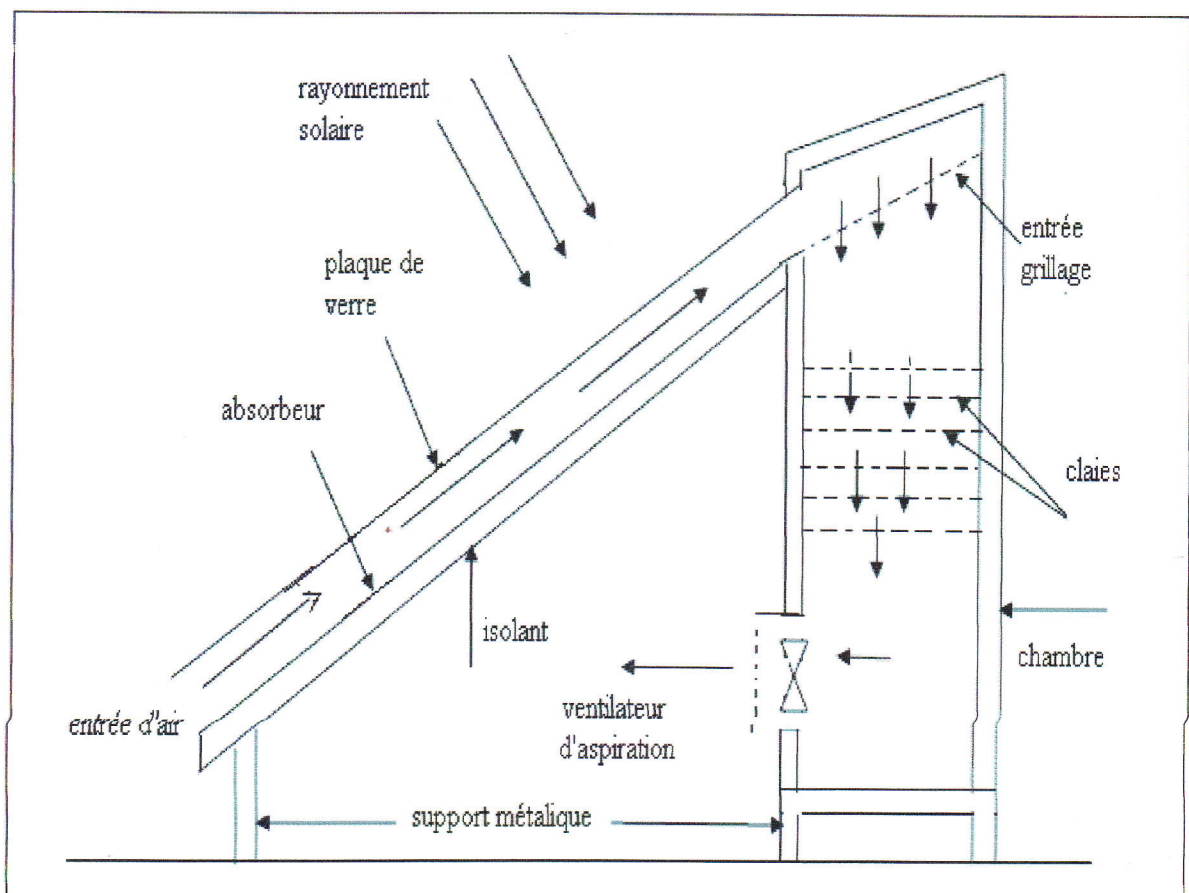 rayonnement
solaire
plaque de
verre
absorbeur
entrée
grillage
claies
isolant
chambre
entrée d'air
ventilateur
d'aspiration
support métalique